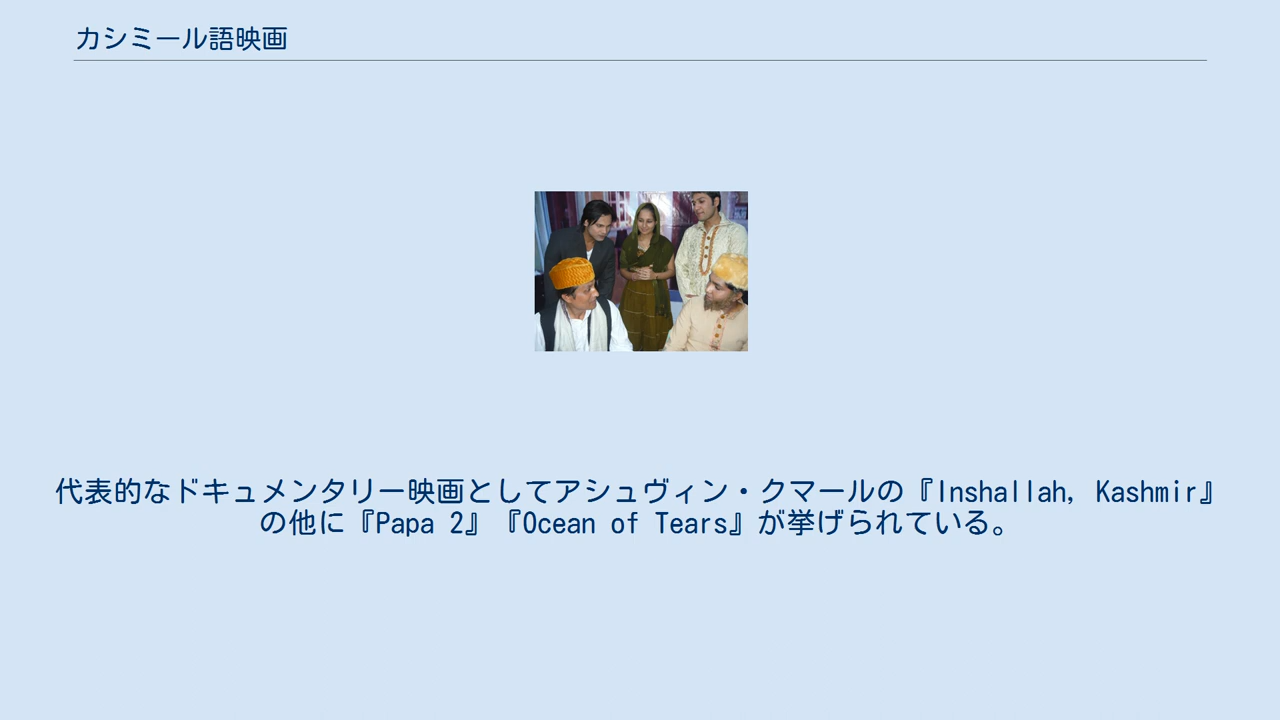 カシミール語映画
代表的なドキュメンタリー映画としてアシュヴィン・クマールの『Inshallah, Kashmir』
の他に『Papa 2』『Ocean of Tears』が挙げられている。